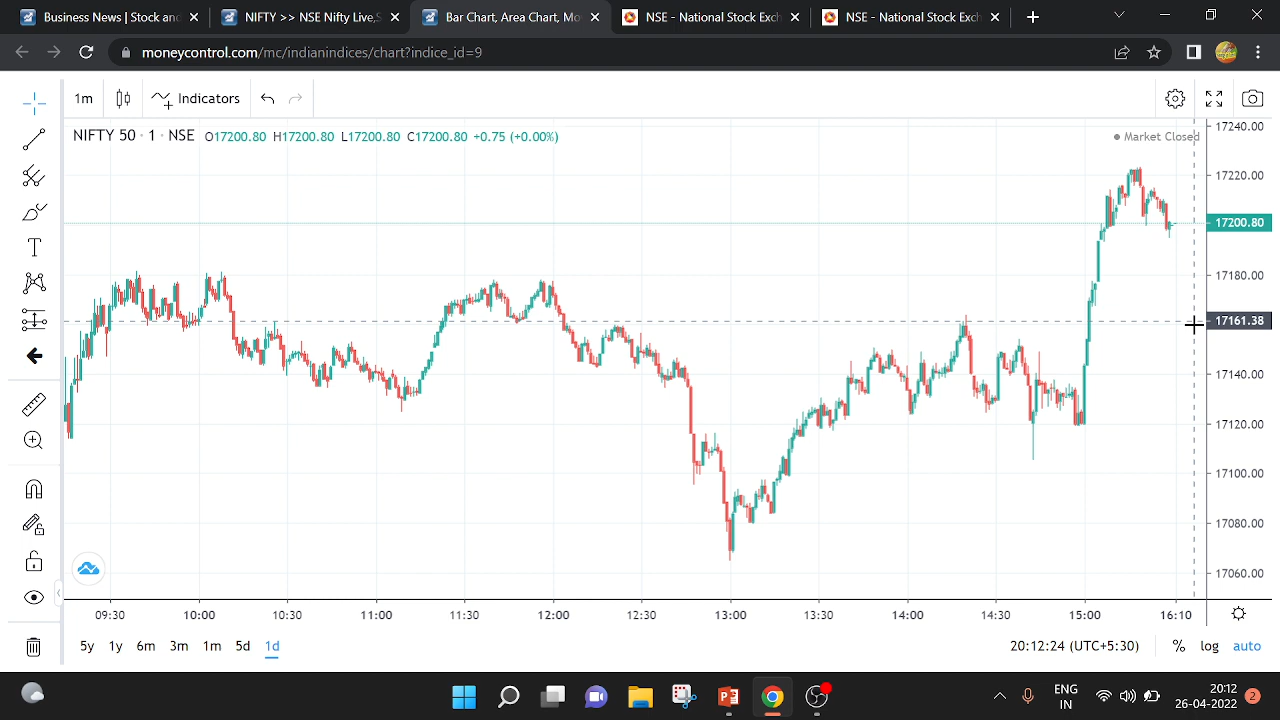 Business News | Stock and
NIFTY >> NSE Nifty Live S
Bar Chart, Area Chart, Mo
NSE - National Stock Exch
NSE - National Stock Exch
moneycontrol.com/mc/indianindices/chart?indice_id=9
1m
Indicators
NIFTY 50 · 1 · NSE O17200.80 H17200.80 L17200.80 C17200.80 +0.75 (+0.00%)
Market Closed
17240.00
17220.00
17200.80
17180.00
17161.38
17140.00
17120.00
17100.00
17080.00
17060.00
09:30 10:00 10:30 11:00 11:30 12:00 12:30 13:00 13:30 14:00 14:30 15:00 16:10
5y 1y 6m 3m 1m 5d 1d
20:12:24 (UTC+5:30) % log auto
ENG
IN
20:12
26-04-2022
2